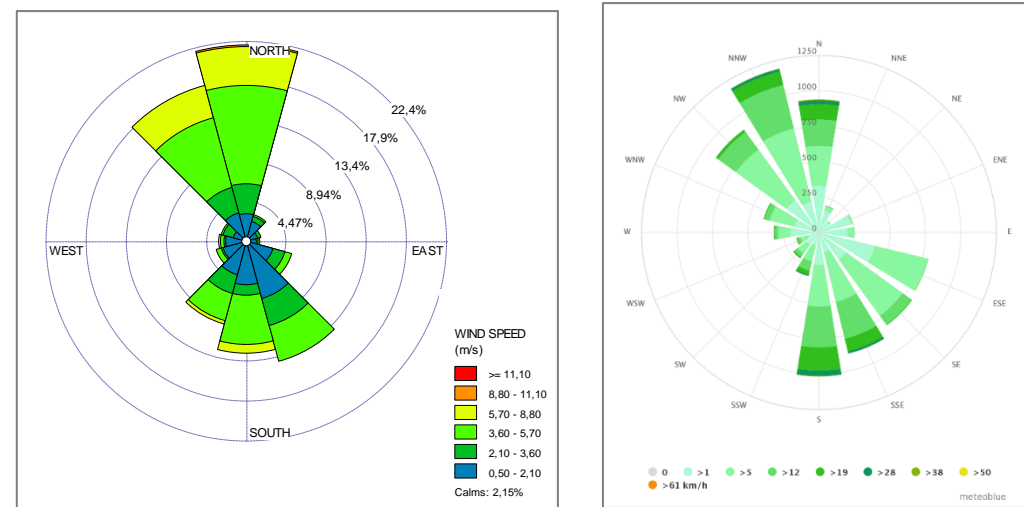 NORTH
22,4%
17,9%
13,4%
8,94%
4,47%
WEST
EAST
SOUTH
WIND SPEED
(m/s)
>= 11,10
8,80 - 11,10
5,70 - 8,80
3,60 - 5,70
2,10 - 3,60
0,50 - 2,10
Calms: 2,15%
N
NNE
NE
ENE
E
ESE
SE
SSE
S
SSW
SW
WSW
W
WNW
NW
NNW
1250
1000
750
500
250
0
0 >1 >5 >12 >19 >28 >38 >50
>61 km/h
meteoblue